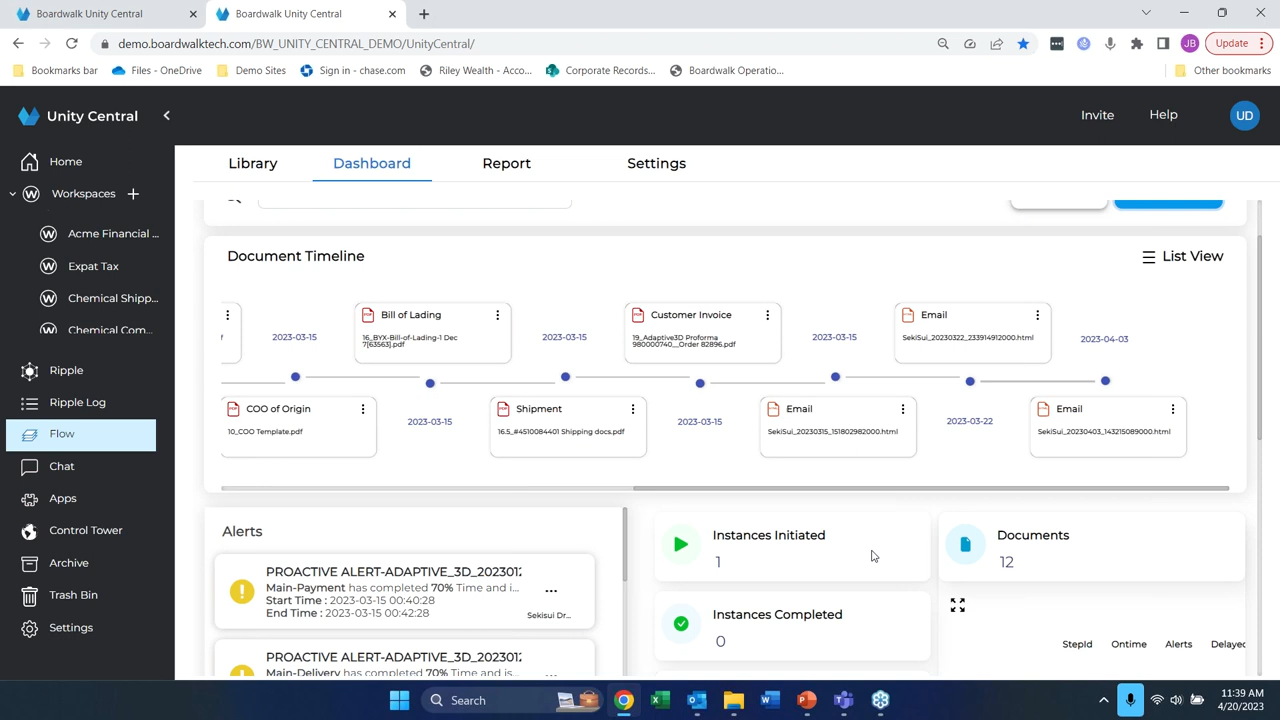 Boardwalk Unity Central
Boardwalk Unity Central
demo.boardwalktech.com/BW_UNITY_CENTRAL_DEMO/UnityCentral/
JB
Update
Bookmarks bar
Files - OneDrive
Demo Sites
Sign in - chase.com
Riley Wealth - Acco...
Corporate Records...
Boardwalk Operatio...
Other bookmarks
Unity Central
Invite
Help
UD
Home
Workspaces
Acme Financial ...
Expat Tax
Chemical Shipp...
Chemical Com...
Ripple
Ripple Log
Flow
Chat
Apps
Control Tower
Archive
Trash Bin
Settings
Library
Dashboard
Report
Settings
Document Timeline
List View
2023-03-15
Bill of Lading
16_BYX-Bill-of-Lading-1 Dec
7[63563].pdf
2023-03-15
Customer Invoice
19_Adaptive3D Proforma
980000740__Order 82896.pdf
2023-03-15
Email
SekiSui_20230322_233914912000.html
2023-04-03
COO of Origin
10_COO Template.pdf
2023-03-15
Shipment
16.5_#4510084401 Shipping docs.pdf
2023-03-15
Email
SekiSui_20230315_151802982000.html
2023-03-22
Email
SekiSui_20230403_143215089000.html
Alerts
PROACTIVE ALERT-ADAPTIVE_3D_202301
Main-Payment has completed 70% Time and i...
Start Time : 2023-03-15 00:40:28
End Time : 2023-03-15 00:42:28
Sekisui Dr...
PROACTIVE ALERT-ADAPTIVE_3D_202301
Main-Delivery has completed 70% Time and is...
Instances Initiated
1
Instances Completed
0
Documents
12
StepId
Ontime
Alerts
Delayed
Search
11:39 AM
4/20/2023